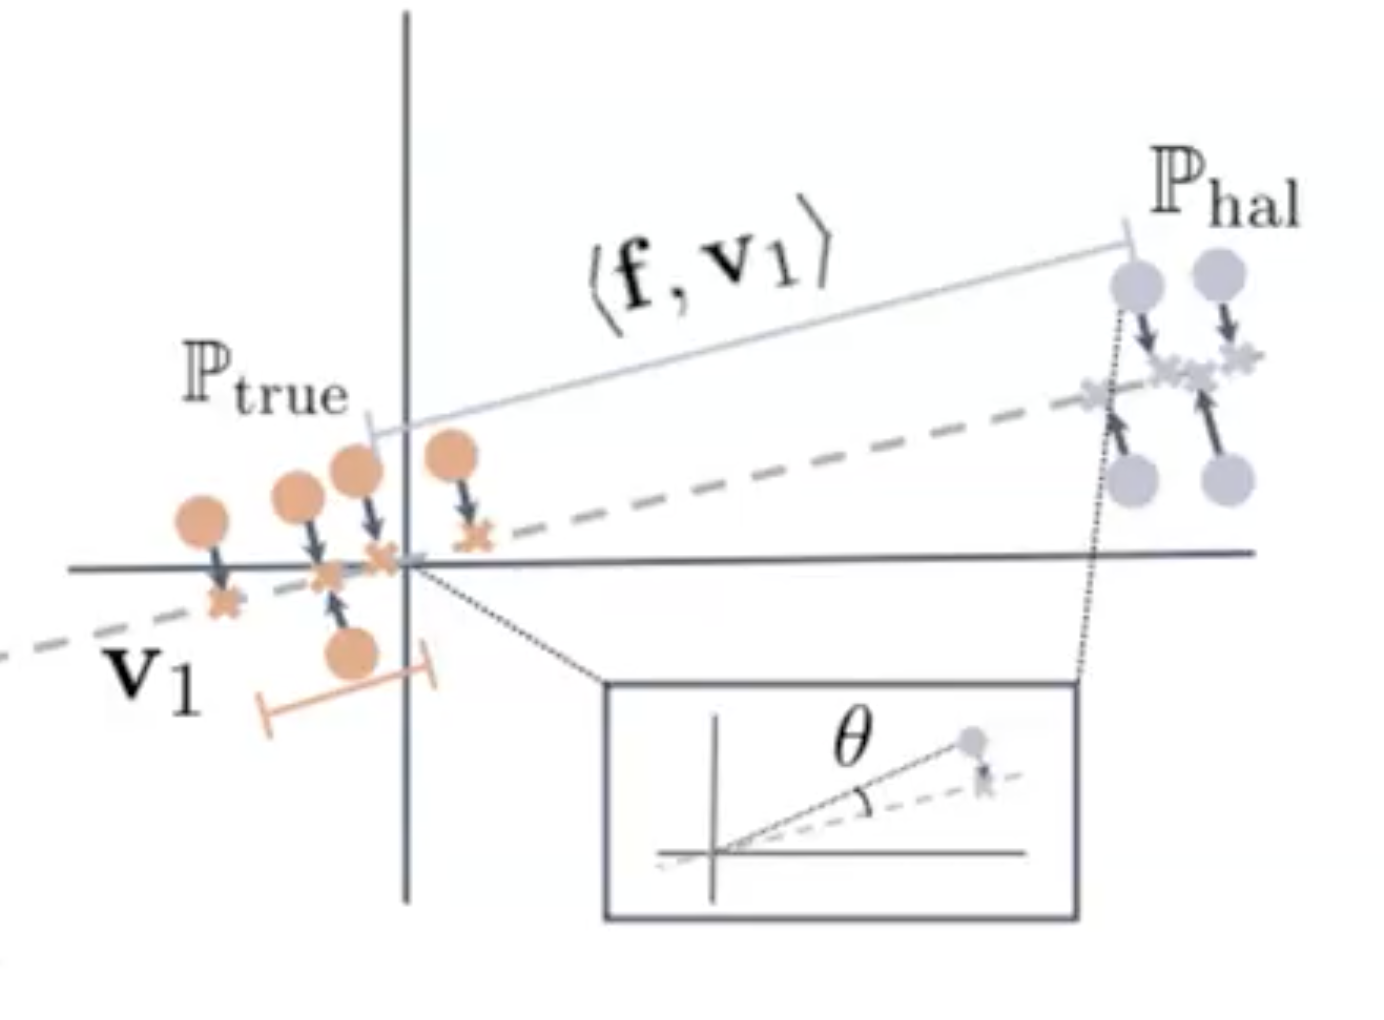 ℙhal
⟨f, v₁⟩
ℙtrue
v₁
θ